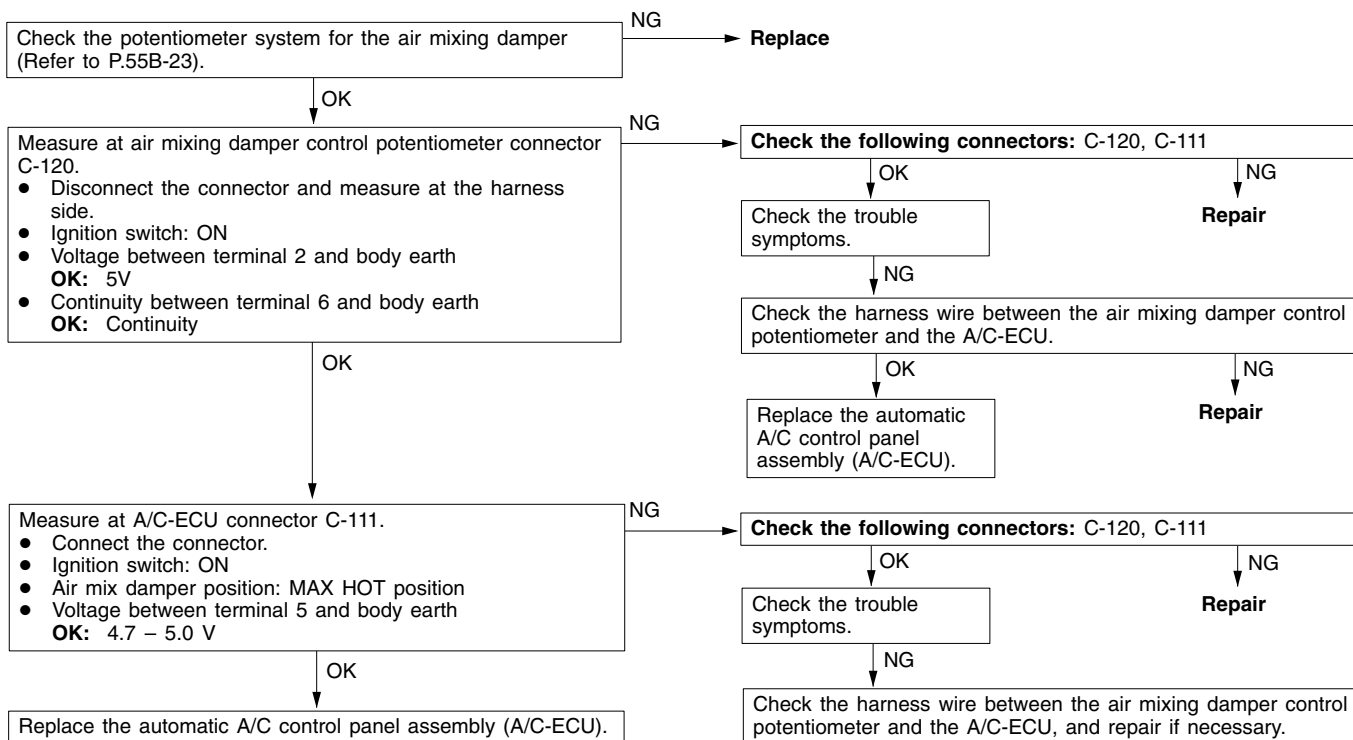 Check the potentiometer system for the air mixing damper
(Refer to P.55B-23).
NG
Replace
OK
Measure at air mixing damper control potentiometer connector
C-120.
● Disconnect the connector and measure at the harness
side.
● Ignition switch: ON
● Voltage between terminal 2 and body earth
OK: 5V
● Continuity between terminal 6 and body earth
OK: Continuity
NG
Check the following connectors: C-120, C-111
OK
NG
Check the trouble
symptoms.
Repair
NG
Check the harness wire between the air mixing damper control
potentiometer and the A/C-ECU.
OK
NG
Replace the automatic
A/C control panel
assembly (A/C-ECU).
Repair
OK
Measure at A/C-ECU connector C-111.
● Connect the connector.
● Ignition switch: ON
● Air mix damper position: MAX HOT position
● Voltage between terminal 5 and body earth
OK: 4.7 – 5.0 V
NG
Check the following connectors: C-120, C-111
OK
NG
Check the trouble
symptoms.
Repair
NG
Check the harness wire between the air mixing damper control
potentiometer and the A/C-ECU, and repair if necessary.
OK
Replace the automatic A/C control panel assembly (A/C-ECU).